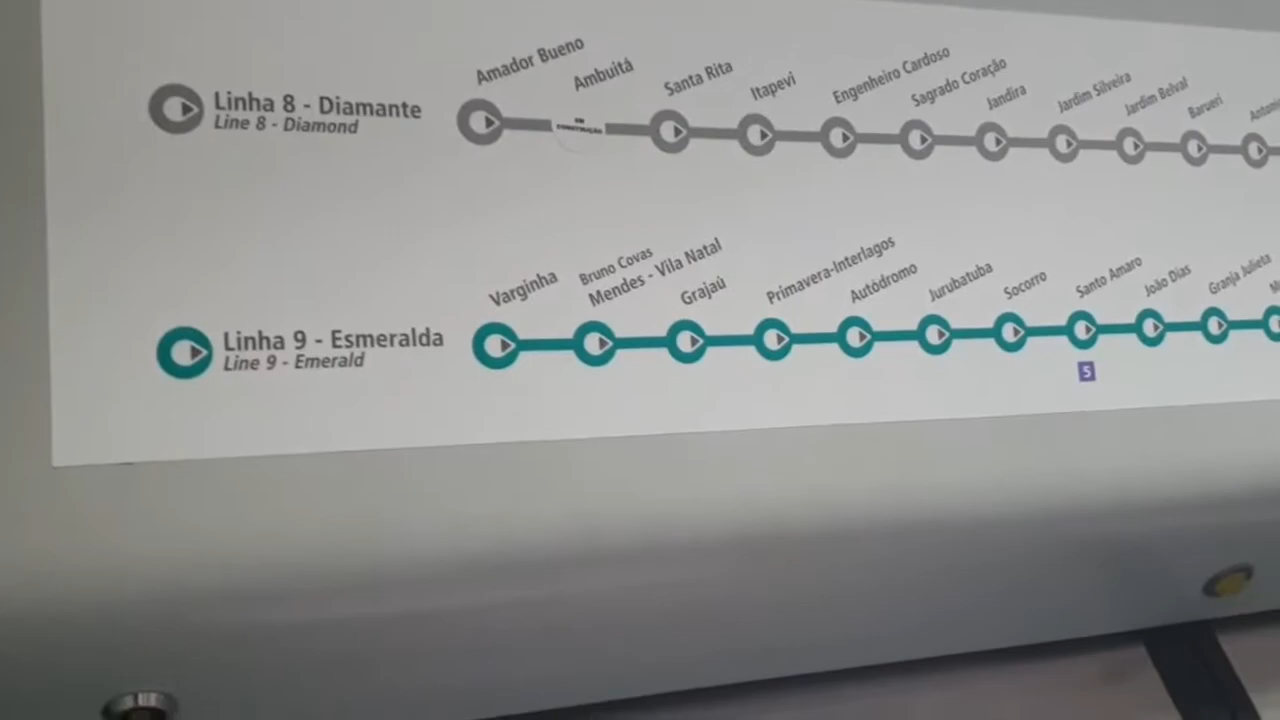 Linha 8 - Diamante
Line 8 - Diamond
Amador Bueno
Ambuitá
EM
CONSTRUÇÃO
Santa Rita
Itapevi
Engenheiro Cardoso
Sagrado Coração
Jandira
Jardim Silveira
Jardim Belval
Barueri
Linha 9 - Esmeralda
Line 9 - Emerald
Varginha
Bruno Covas
Mendes - Vila Natal
Grajaú
Primavera-Interlagos
Autódromo
Jurubatuba
Socorro
Santo Amaro
5
João Dias
Granja Julieta